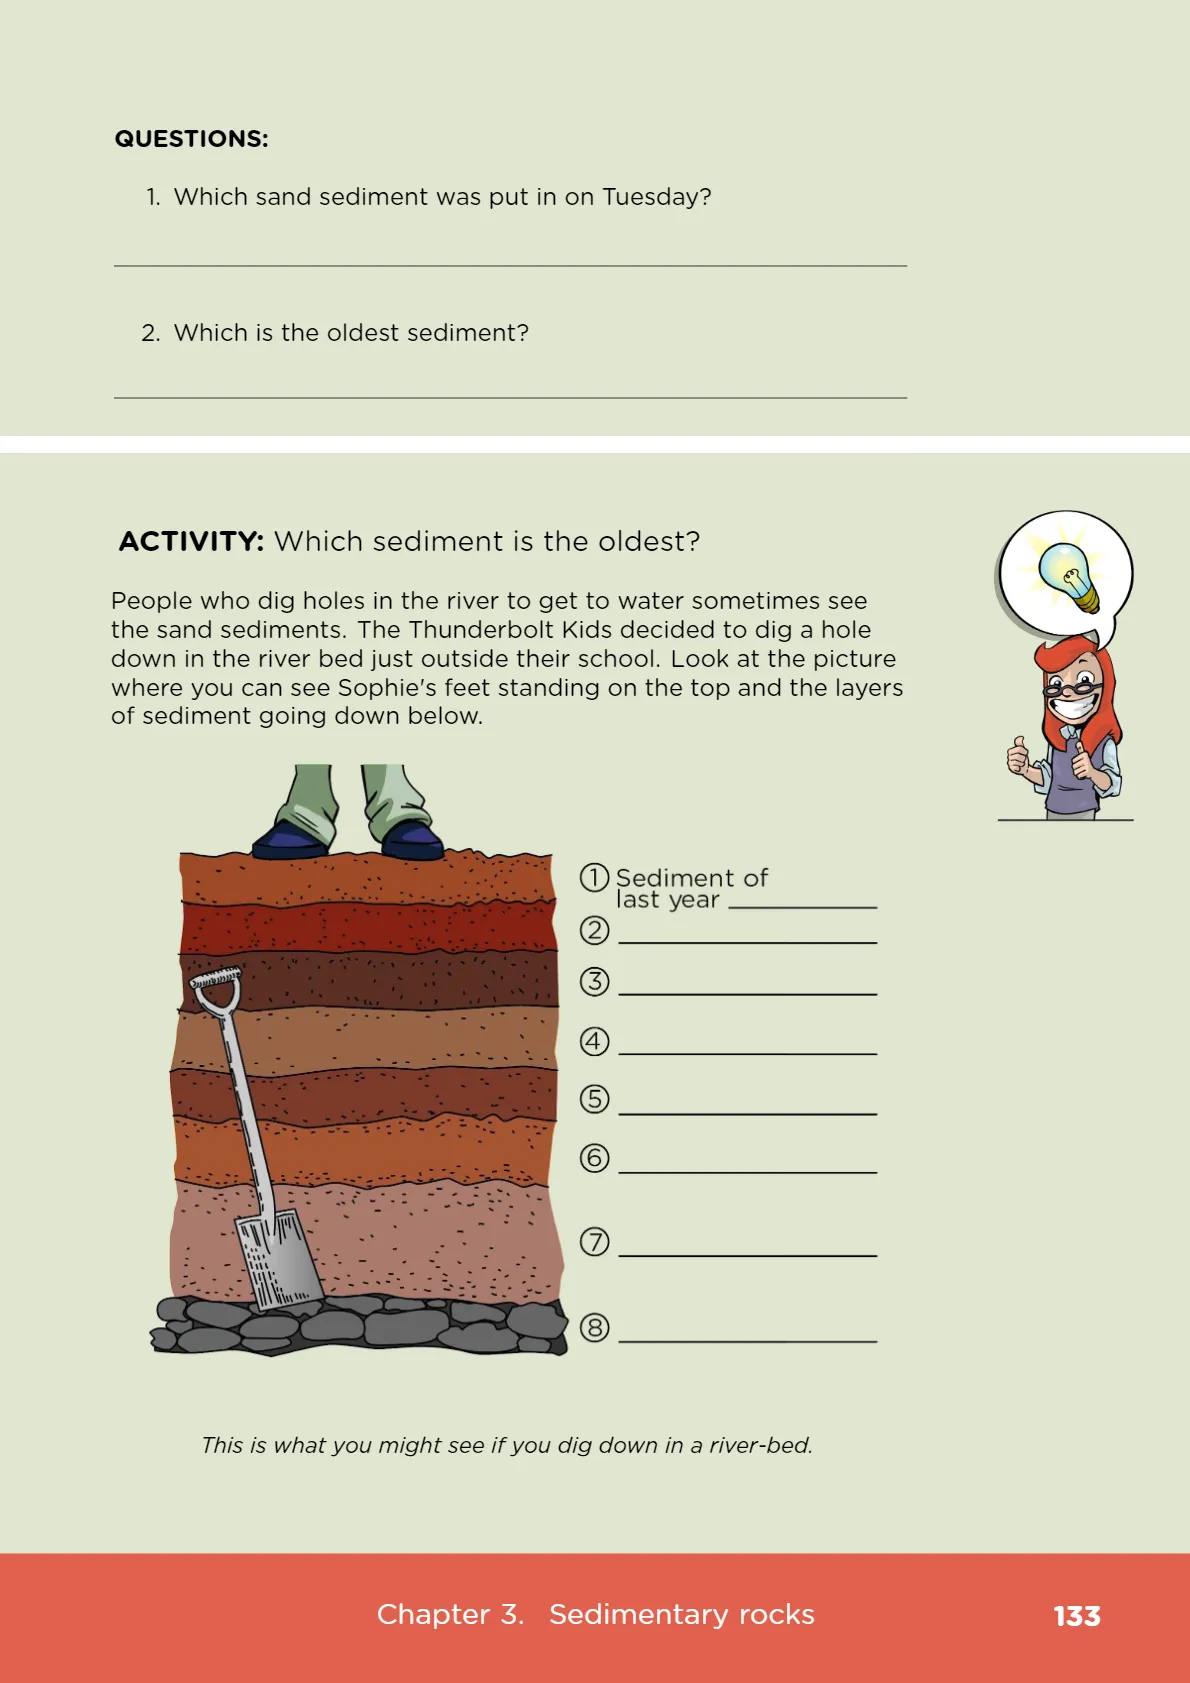 QUESTIONS:
1. Which sand sediment was put in on Tuesday?
2. Which is the oldest sediment?
ACTIVITY: Which sediment is the oldest?
People who dig holes in the river to get to water sometimes see
the sand sediments. The Thunderbolt Kids decided to dig a hole
down in the river bed just outside their school. Look at the picture
where you can see Sophie's feet standing on the top and the layers
of sediment going down below.
1 Sediment of
last year
2
3
4
5
6
7
8
This is what you might see if you dig down in a river-bed.
Chapter 3. Sedimentary rocks
133